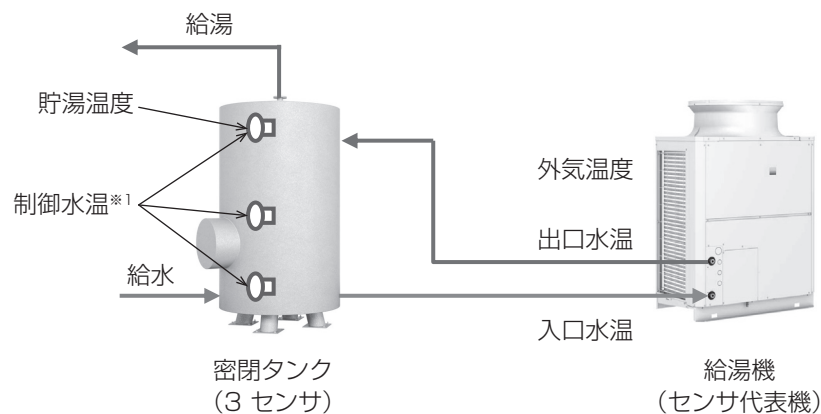 給湯
貯湯温度
制御水温※1
給水
密閉タンク
（3 センサ）
外気温度
出口水温
入口水温
給湯機
（センサ代表機）